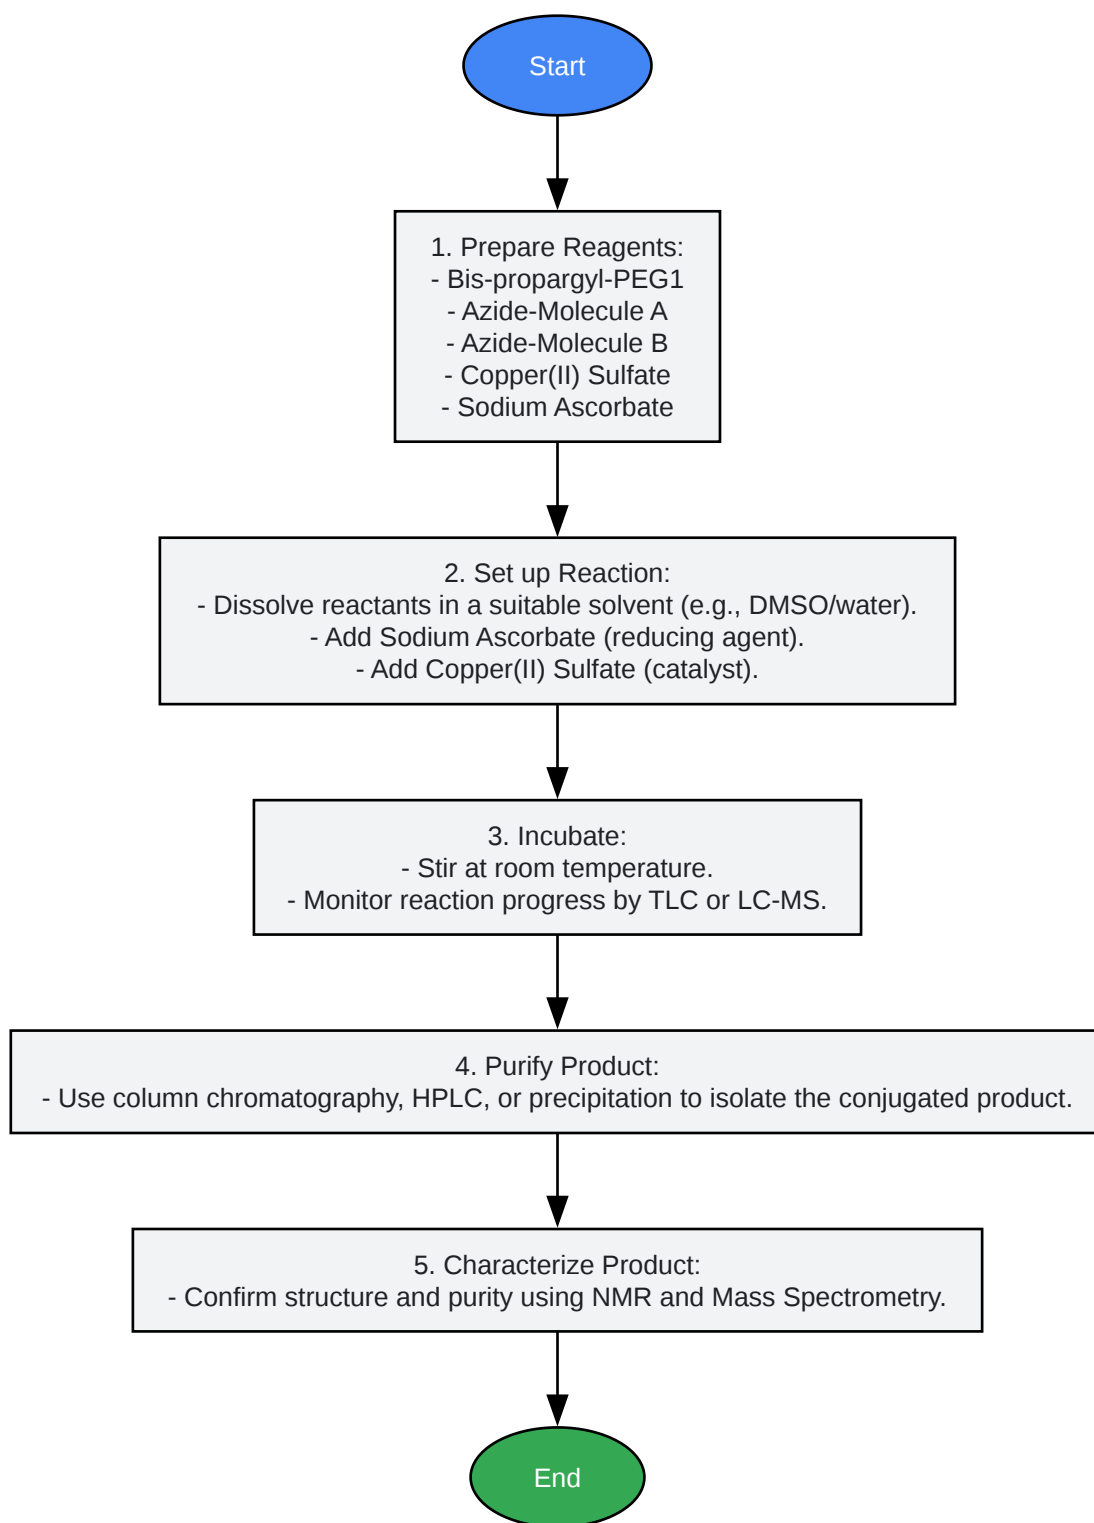 Start
1. Prepare Reagents:
- Bis-propargyl-PEG1
- Azide-Molecule A
- Azide-Molecule B
- Copper(II) Sulfate
- Sodium Ascorbate
2. Set up Reaction:
- Dissolve reactants in a suitable solvent (e.g., DMSO/water).
- Add Sodium Ascorbate (reducing agent).
- Add Copper(II) Sulfate (catalyst).
3. Incubate:
- Stir at room temperature.
- Monitor reaction progress by TLC or LC-MS.
4. Purify Product:
- Use column chromatography, HPLC, or precipitation to isolate the conjugated product.
5. Characterize Product:
- Confirm structure and purity using NMR and Mass Spectrometry.
End